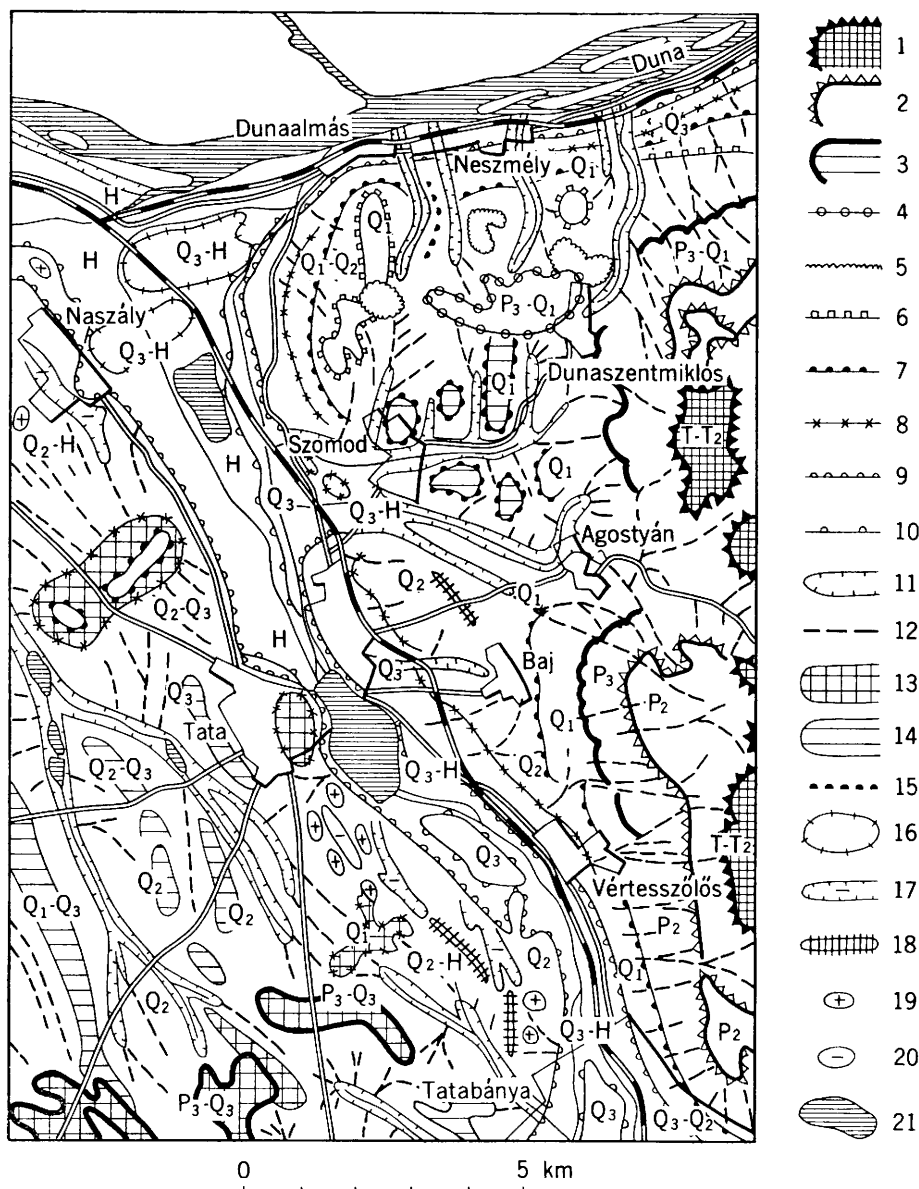 Duna
Dunaalmás
Q3
Neszmély
Q1
H
Q1
Q3-H
P3-Q1
H
Q1-Q2
P3-Q1
Naszály
Q3-H
Dunaszentmiklós
Q1
T-T2
Szomód
Q2-H
H
Q1
Q3
Q3-H
Agostyán
Q2
Q1
Q2-Q3
H
Baj
P3
Q3
P2
Q3
Q1
Tata
Q2-Q3
Q3-H
Q2
T-T2
Q3
Q2
Vértesszőlős
Q1-Q3
Q2
P2
Q1
Q2-H
Q2
Q1
P3-Q3
Q2
Q3-H
P2
Tatabánya
P3-Q3
Q3
Q3-Q2
1
2
3
4
5
6
7
8
9
10
11
12
13
14
15
16
17
18
19
20
21
0 5 km